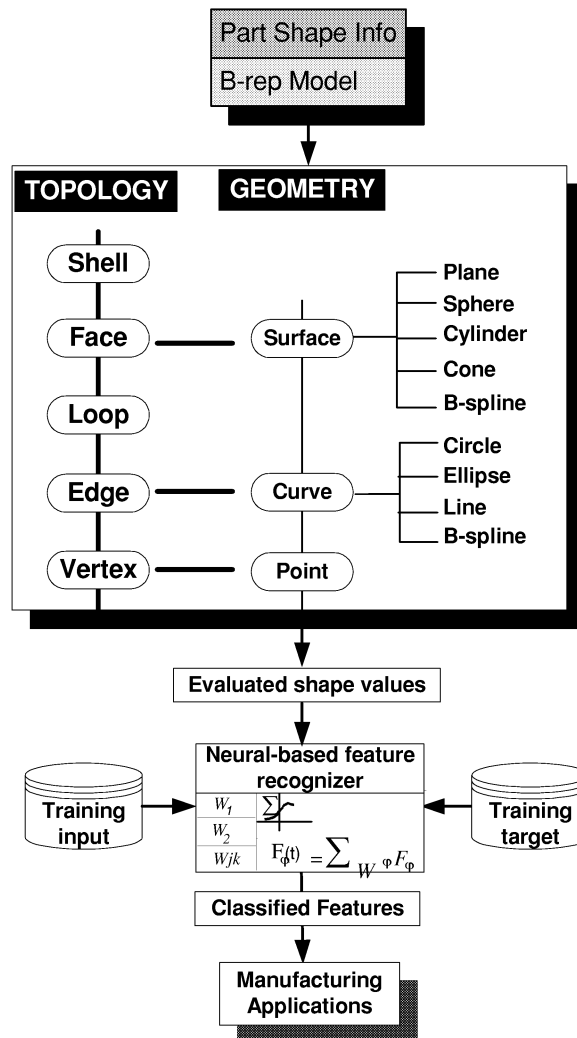 Part Shape Info
B-rep Model
TOPOLOGY
GEOMETRY
Shell
Face
Loop
Edge
Vertex
Surface
Curve
Point
Plane
Sphere
Cylinder
Cone
B-spline
Circle
Ellipse
Line
B-spline
Evaluated shape values
Training
input
Neural-based feature
recognizer
W1
W2
Wjk
Σ
Fφ(t) = Σ W φ Fφ
Training
target
Classified Features
Manufacturing
Applications